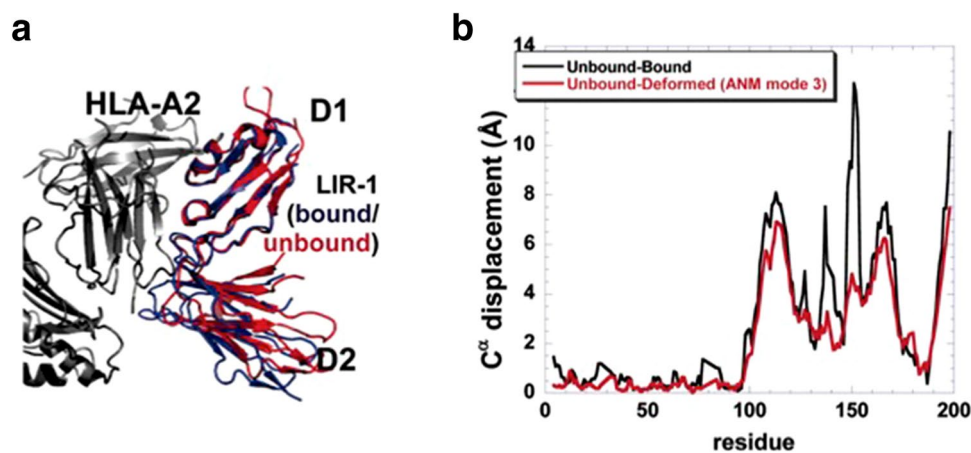 a
HLA-A2
D1
LIR-1
(bound/
unbound)
D2
b
14
Unbound-Bound
Unbound-Deformed (ANM mode 3)
10
8
6
4
2
0
Cα displacement (Å)
0 50 100 150 200
residue